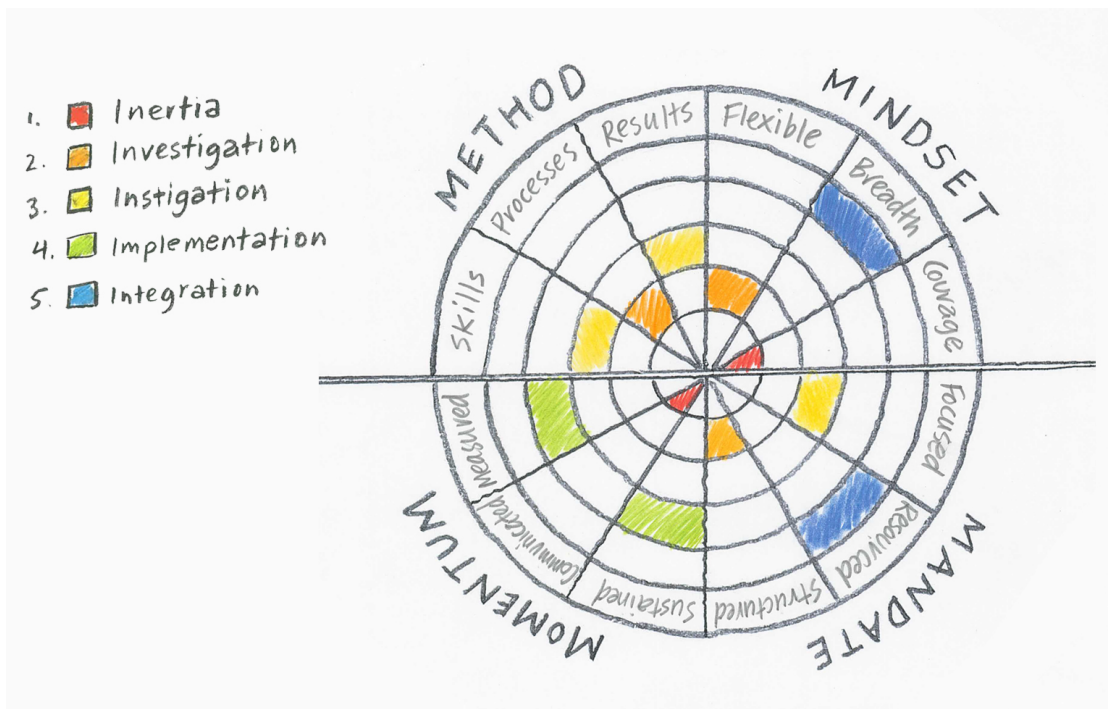 1. Inertia
2. Investigation
3. Instigation
4. Implementation
5. Integration
METHOD
MINDSET
Skills
Processes
Results
Flexible
Breadth
Courage
Focused
Resourced
Structured
Sustained
Communicated
Measured
MANDATE
MOMENTUM